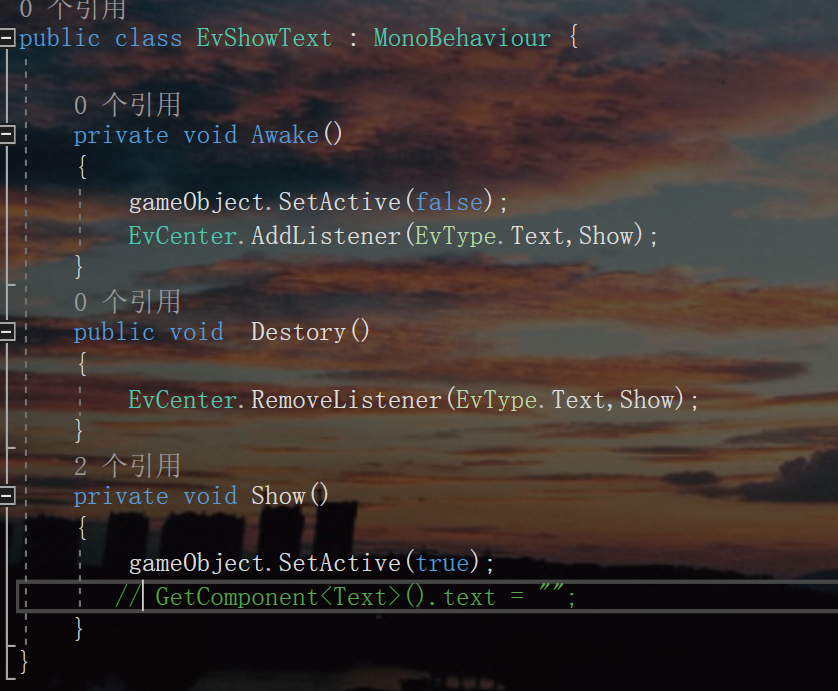 0 个引用
public class EvShowText : MonoBehaviour {
0 个引用
private void Awake()
{
gameObject.SetActive(false);
EvCenter.AddListener(EvType.Text,Show);
}
0 个引用
public void  Destory()
{
EvCenter.RemoveListener(EvType.Text,Show);
}
2 个引用
private void Show()
{
gameObject.SetActive(true);
// GetComponent<Text>().text = "";
}
}